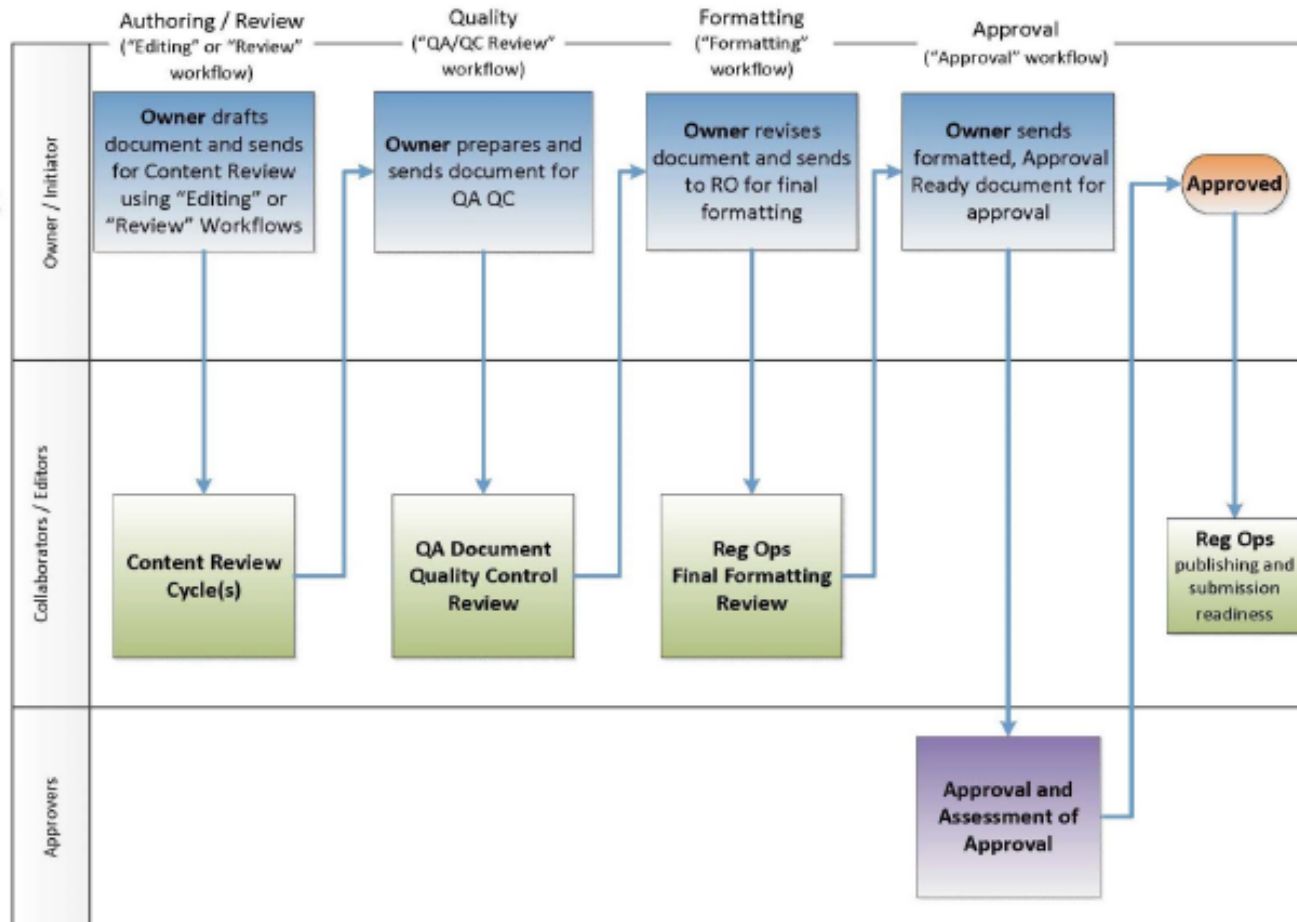 Authoring / Review
("Editing" or "Review"
workflow)
Quality
("QA/QC Review"
workflow)
Formatting
("Formatting"
workflow)
Approval
("Approval" workflow)
Owner / Initiator
Owner drafts
document and sends
for Content Review
using "Editing" or
"Review" Workflows
Owner prepares and
sends document for
QA QC
Owner revises
document and sends
to RO for final
formatting
Owner sends
formatted, Approval
Ready document for
approval
Approved
Collaborators / Editors
Content Review
Cycle(s)
QA Document
Quality Control
Review
Reg Ops
Final Formatting
Review
Reg Ops
publishing and
submission
readiness
Approvers
Approval and
Assessment of
Approval